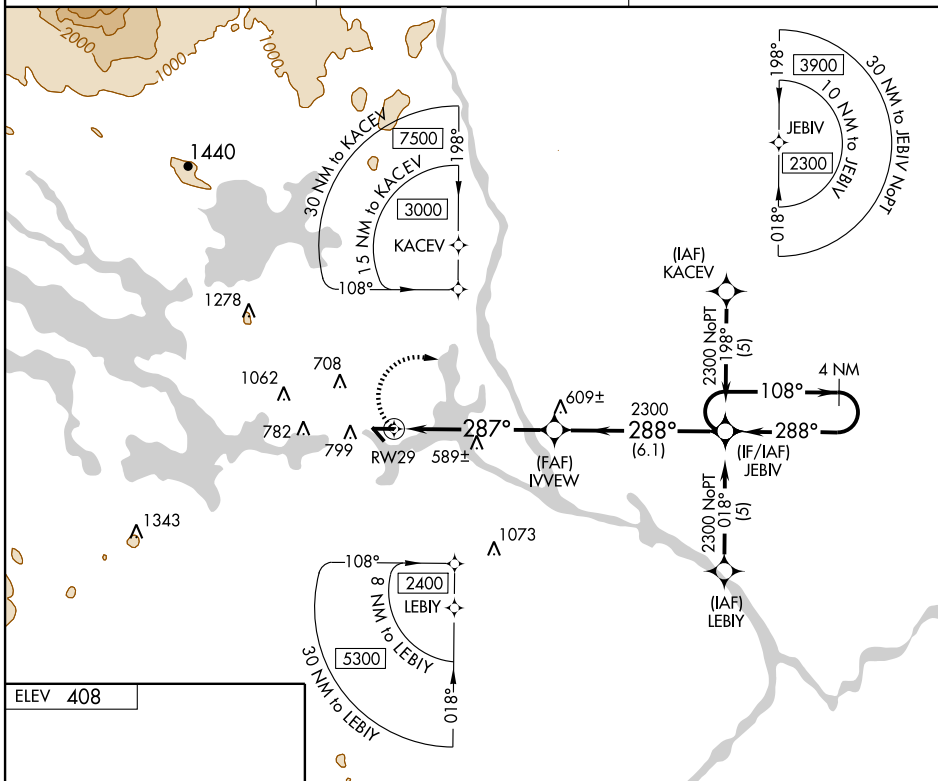 2000
1000
1000
1440
30 NM to KACEV
7500
198°
15 NM to KACEV
3000
KACEV
108°
198°
3900
30 NM to JEBIV NoPT
10 NM to JEBIV
JEBIV
2300
018°
(IAF)
KACEV
2300 NoPT
198°
(5)
1278
708
1062
782
799
RW29
287°
589±
609±
(FAF)
IVVEW
2300
288°
(6.1)
108°
4 NM
288°
(IF/IAF)
JEBIV
2300 NoPT
018°
(5)
(IAF)
LEBIY
1343
1073
108°
2400
LEBIY
8 NM to LEBIY
5300
30 NM to LEBIY
018°
ELEV 408